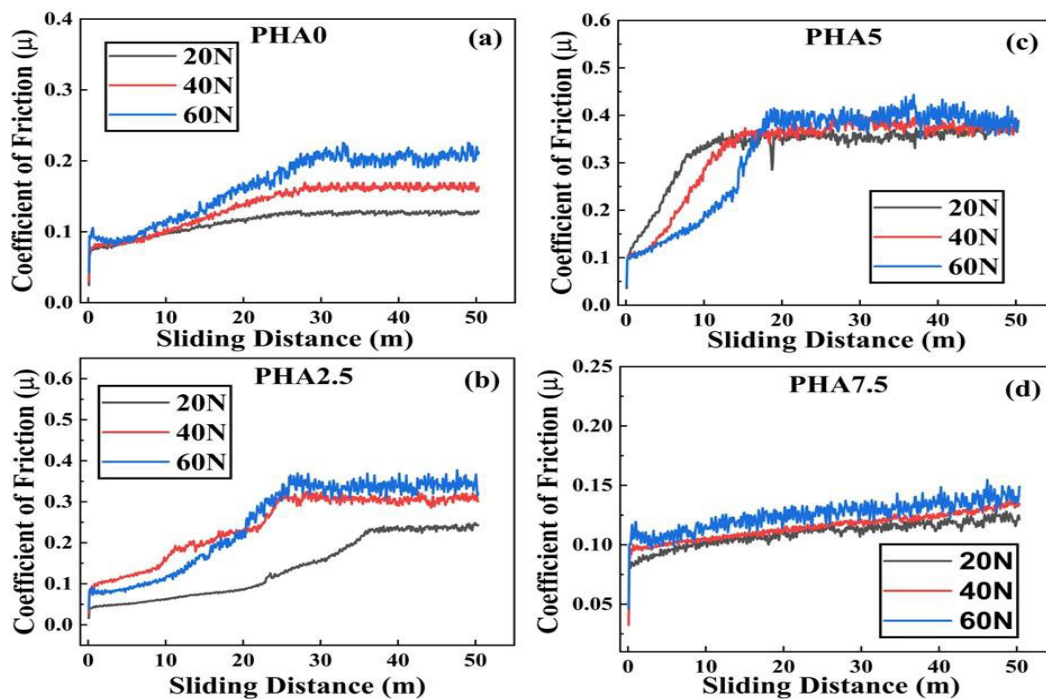 PHA0
(a)
20N
40N
60N
0.4
0.3
0.2
0.1
0.0
0 10 20 30 40 50
Coefficient of Friction (μ)
Sliding Distance (m)
PHA5
(c)
20N
40N
60N
0.6
0.5
0.4
0.3
0.2
0.1
0.0
0 10 20 30 40 50
Coefficient of Friction (μ)
Sliding Distance (m)
PHA2.5
(b)
20N
40N
60N
0.6
0.5
0.4
0.3
0.2
0.1
0.0
0 10 20 30 40 50
Coefficient of Friction (μ)
Sliding Distance (m)
PHA7.5
(d)
20N
40N
60N
0.25
0.20
0.15
0.10
0.05
0 10 20 30 40 50
Coefficient of Friction (μ)
Sliding Distance (m)